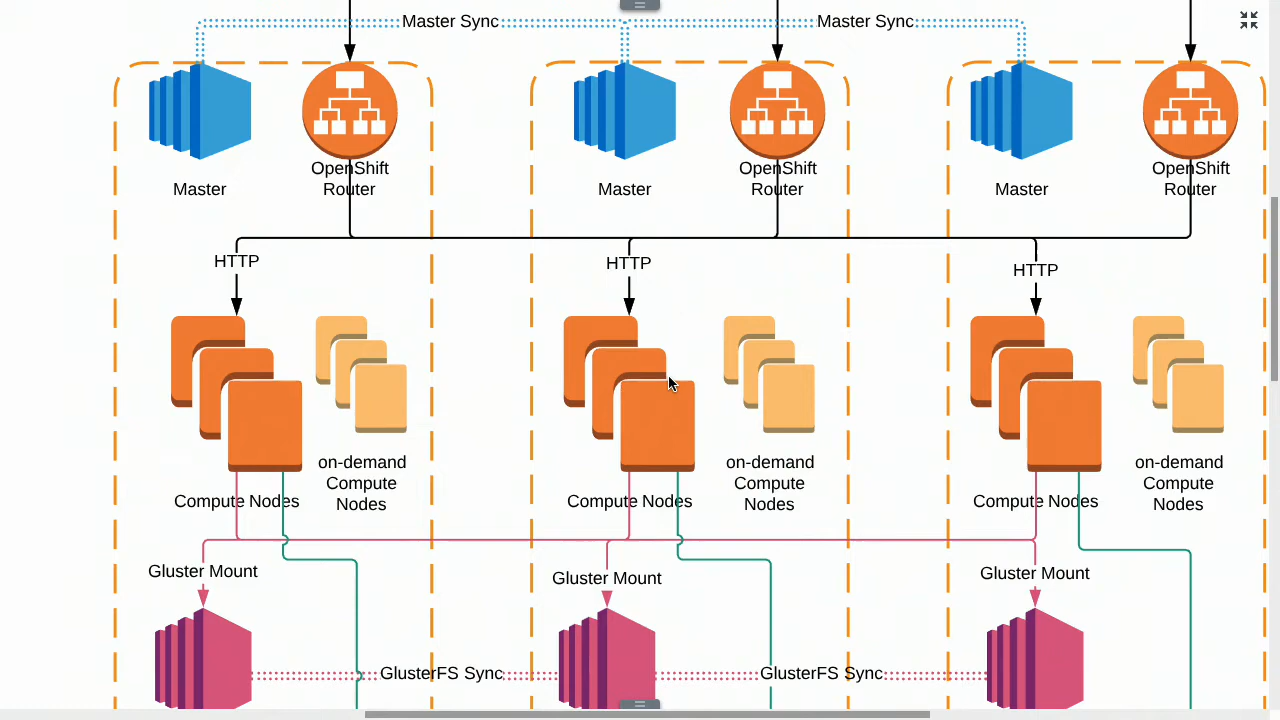 Master Sync
Master Sync
OpenShift
Router
Master
OpenShift
Router
Master
OpenShift
Router
Master
HTTP
HTTP
HTTP
on-demand
Compute
Nodes
Compute Nodes
on-demand
Compute
Nodes
Compute Nodes
on-demand
Compute
Nodes
Compute Nodes
Gluster Mount
Gluster Mount
Gluster Mount
GlusterFS Sync
GlusterFS Sync